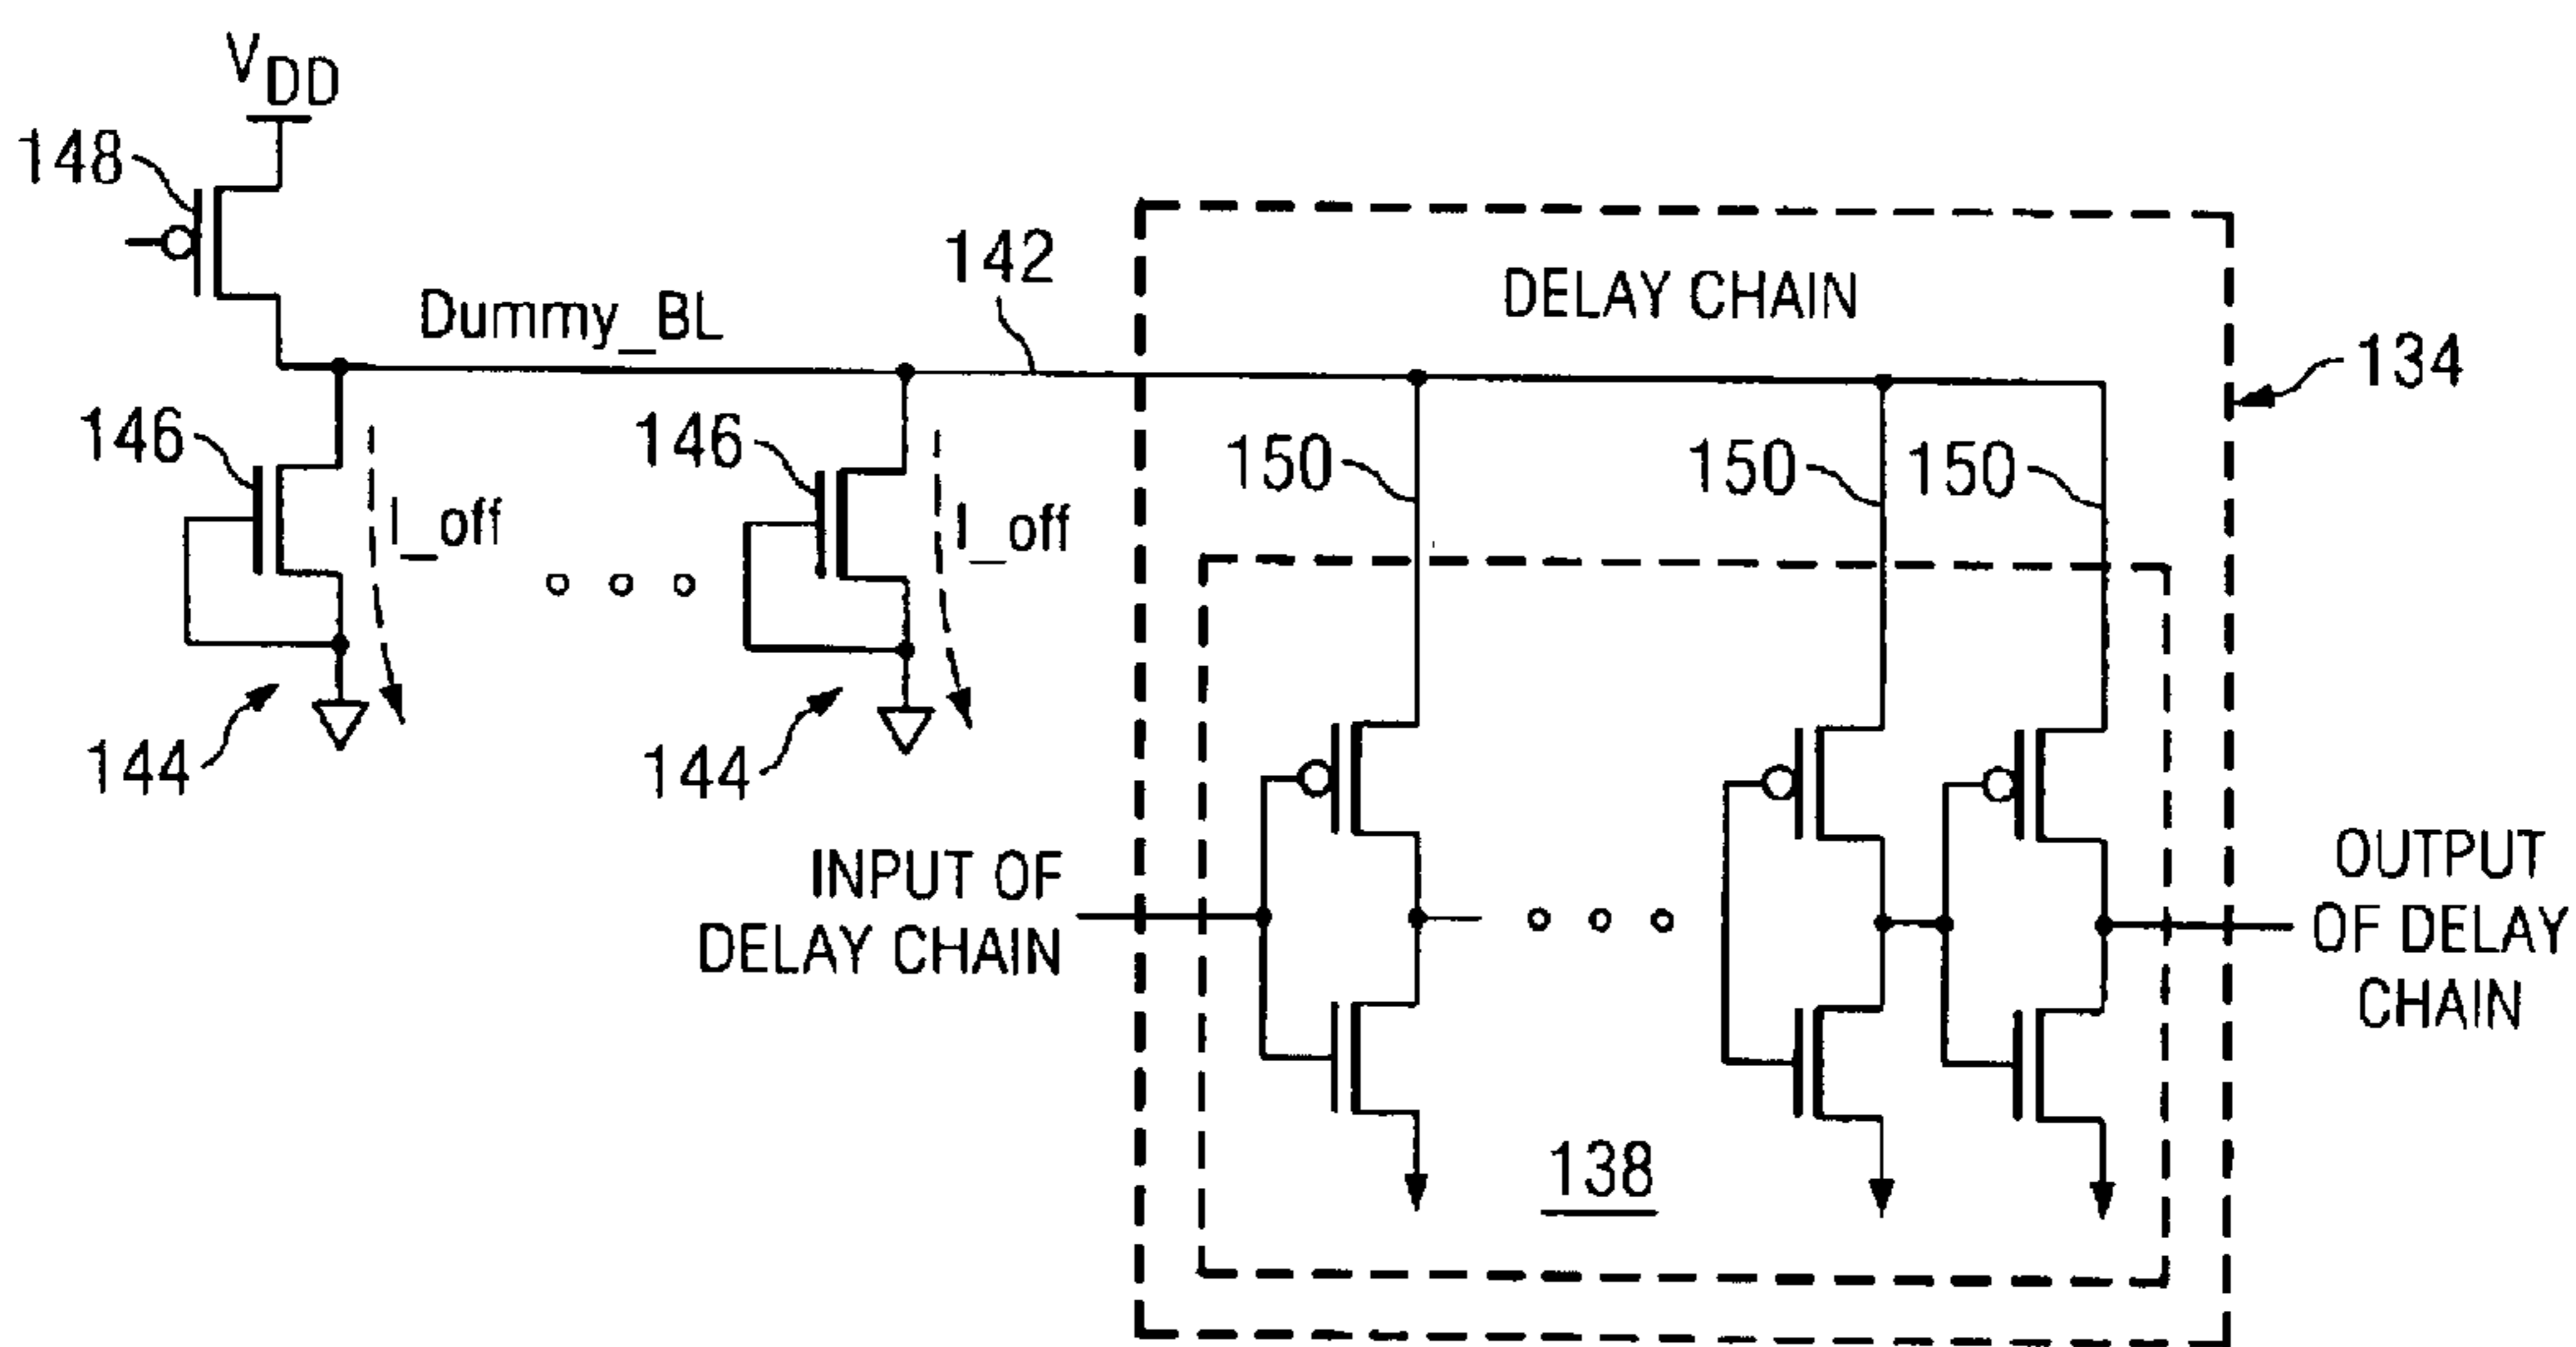 VDD
148
Dummy_BL
142
DELAY CHAIN
134
146
I_off
146
I_off
150
150
150
144
144
INPUT OF
DELAY CHAIN
OUTPUT
OF DELAY
CHAIN
138